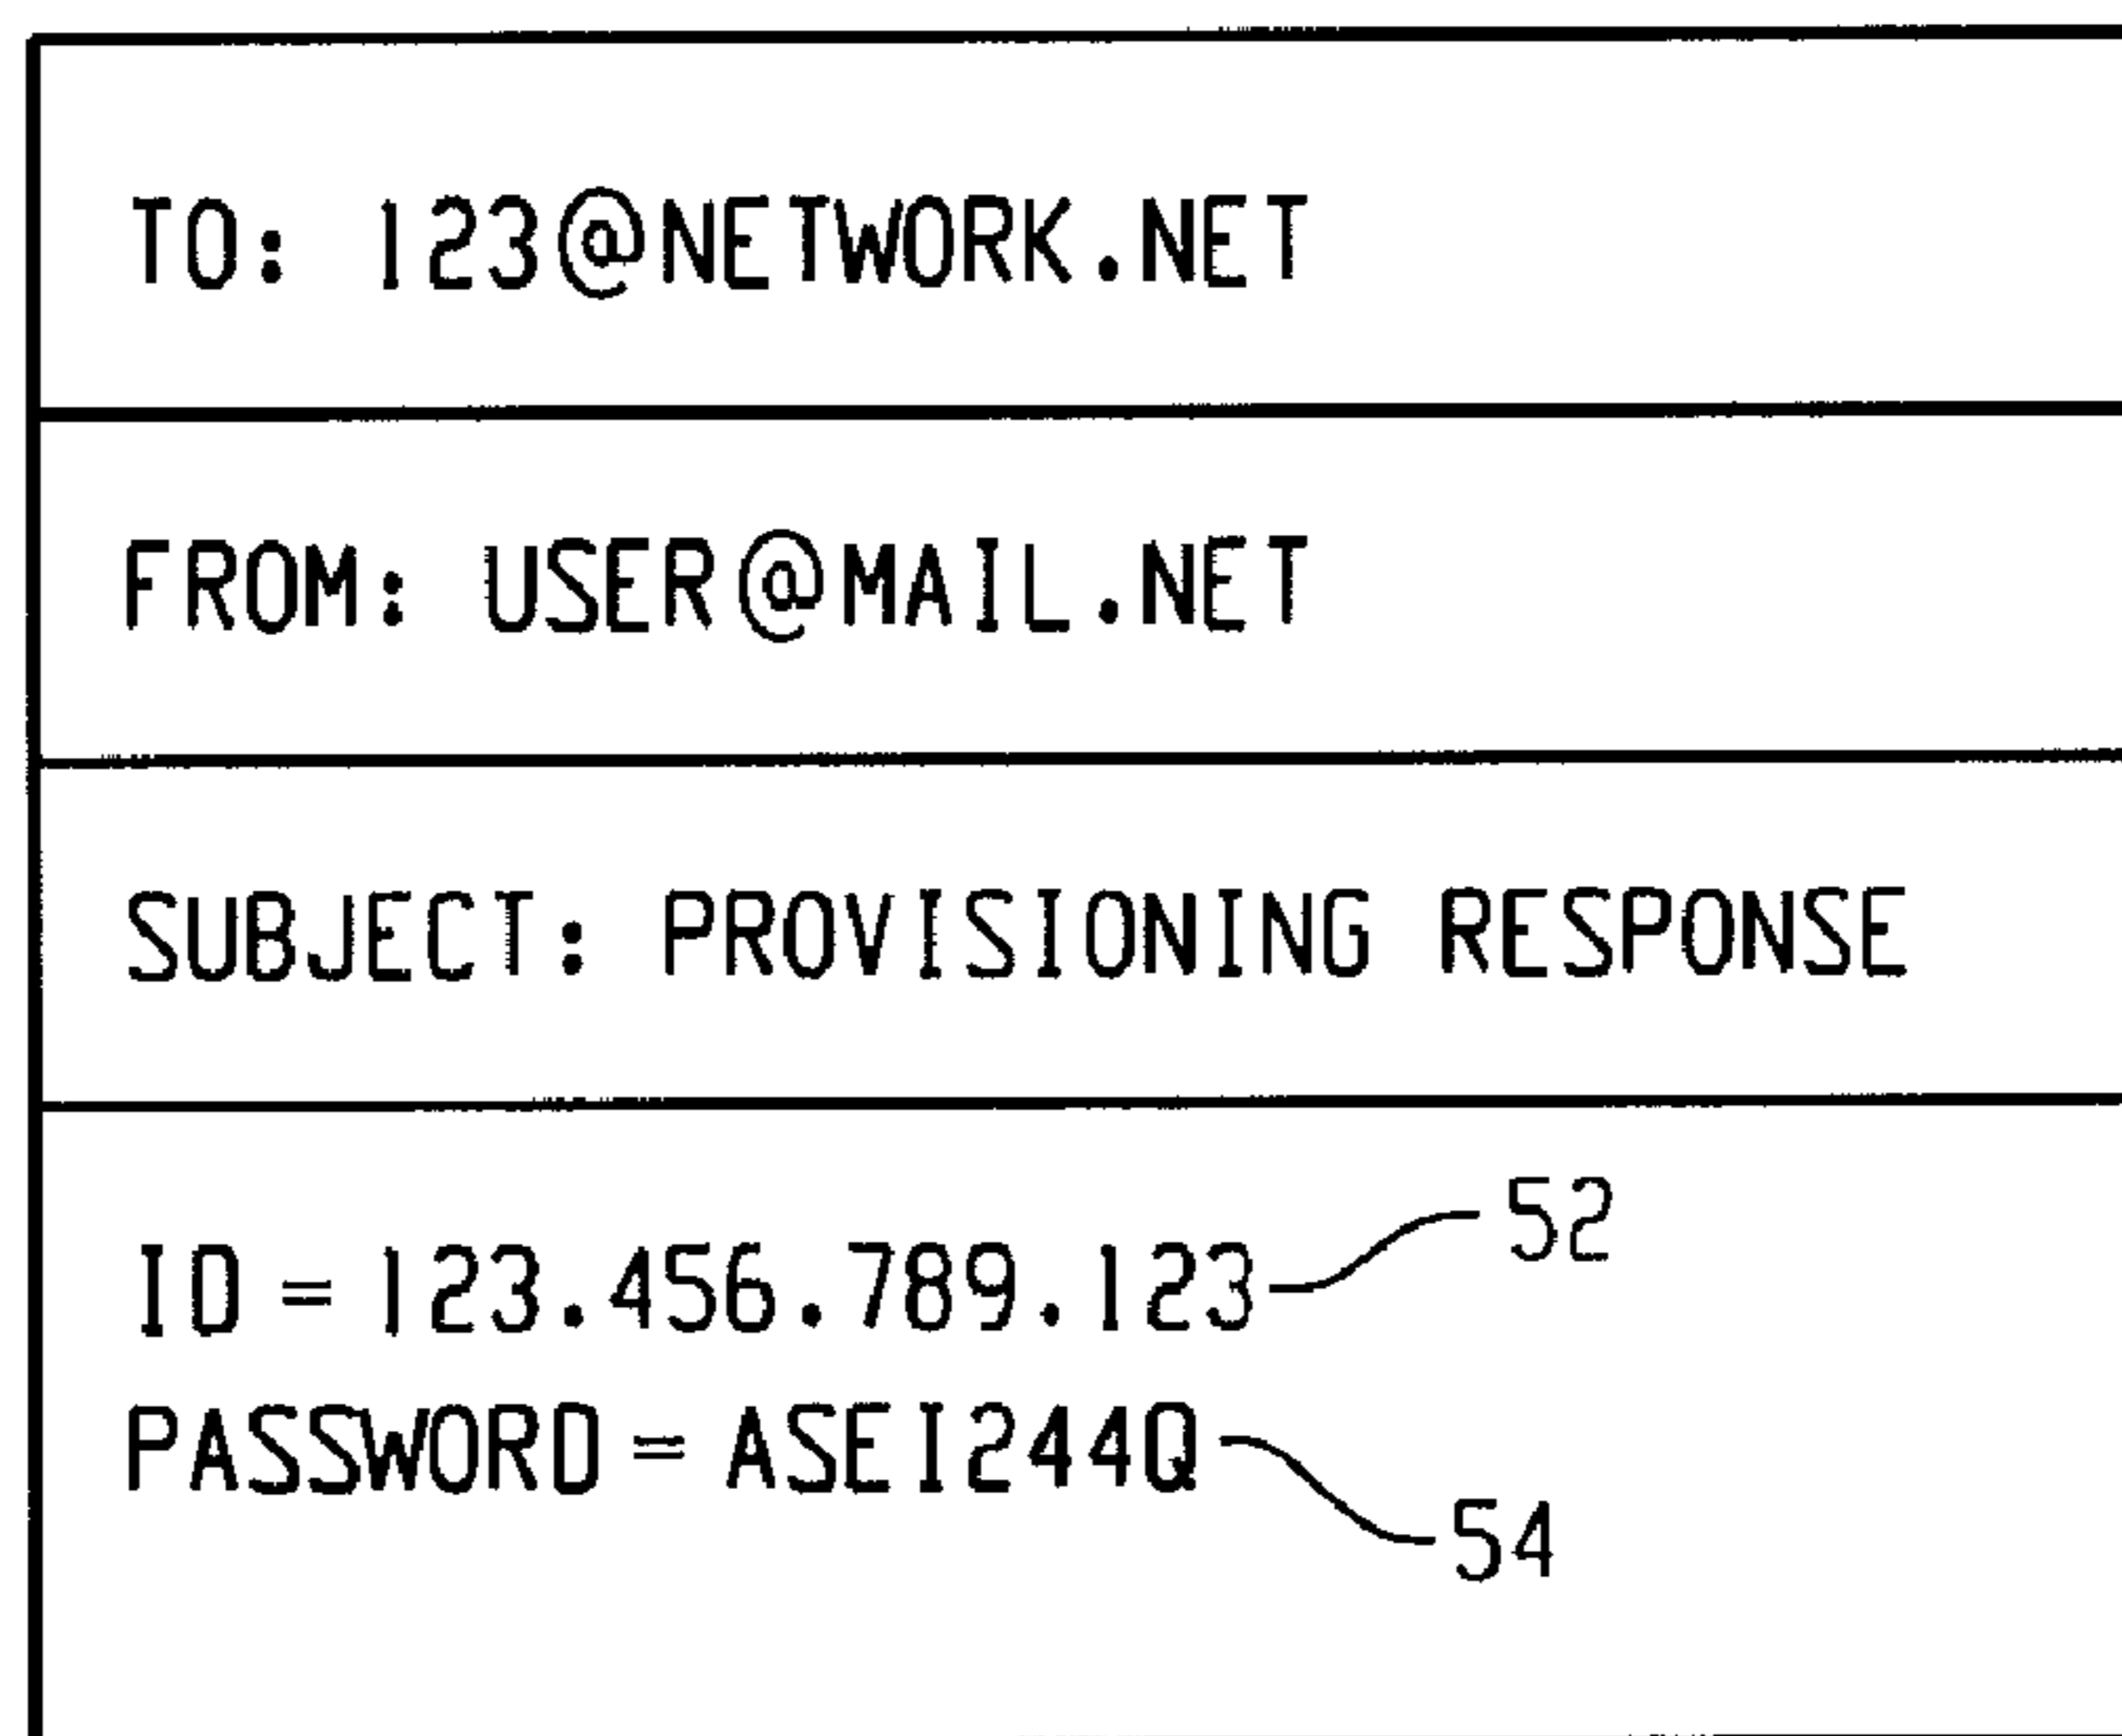 TO: 123@NETWORK.NET
FROM: USER@MAIL.NET
SUBJECT: PROVISIONING RESPONSE
52
ID = 123.456.789.123
PASSWORD = ASEI244Q
54